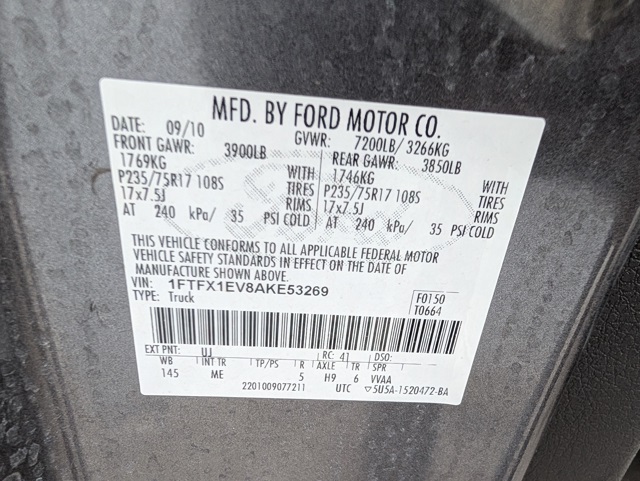 MFD. BY FORD MOTOR CO.
DATE: 09/10 GVWR: 7200LB/ 3266KG
FRONT GAWR: 3900LB REAR GAWR: 3850LB
1769KG WITH 1746KG WITH
P235/75R17 108S TIRES P235/75R17 108S TIRES
17x7.5J RIMS 17x7.5J RIMS
AT 240 kPa/ 35 PSI COLD AT 240 kPa/ 35 PSI COLD
THIS VEHICLE CONFORMS TO ALL APPLICABLE FEDERAL MOTOR
VEHICLE SAFETY STANDARDS IN EFFECT ON THE DATE OF
MANUFACTURE SHOWN ABOVE.
VIN: 1FTFX1EV8AKE53269 F0150
TYPE: Truck T0664
EXT PNT: UJ RC: 41 DSO:
WB INT TR TP/PS R AXLE TR SPR
145 ME 5 H9 6 VVAA
2201009077211 UTC ▽5U5A-1520472-BA